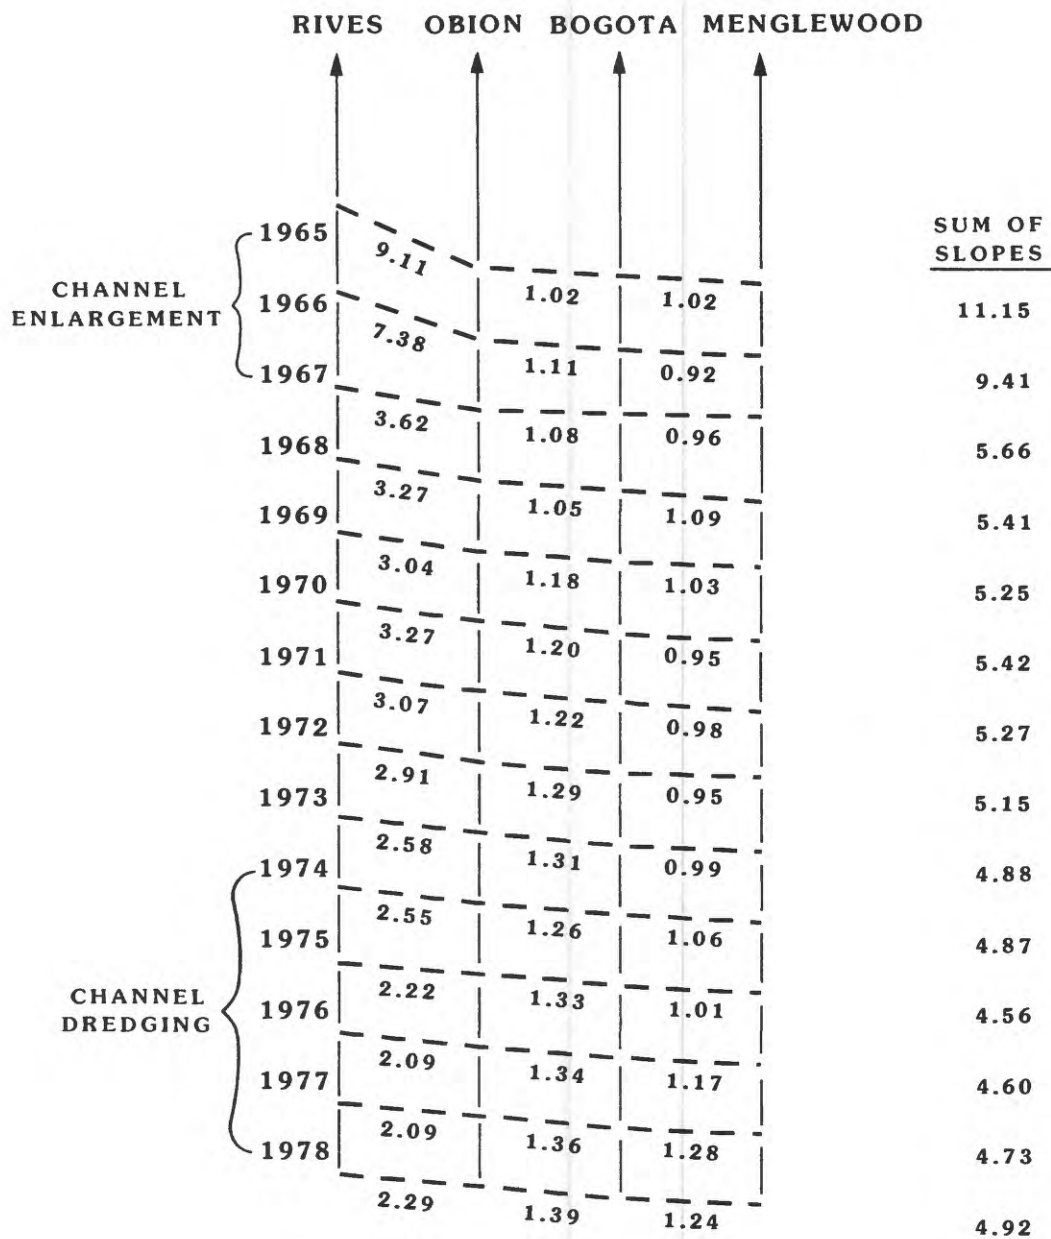 RIVES OBION BOGOTA MENGLEWOOD
SUM OF
SLOPES
1965
9.11 1.02 1.02 11.15
CHANNEL
ENLARGEMENT
1966
7.38 1.11 0.92 9.41
1967
3.62 1.08 0.96 5.66
1968
3.27 1.05 1.09 5.41
1969
3.04 1.18 1.03 5.25
1970
3.27 1.20 0.95 5.42
1971
3.07 1.22 0.98 5.27
1972
2.91 1.29 0.95 5.15
1973
2.58 1.31 0.99 4.88
1974
2.55 1.26 1.06 4.87
1975
2.22 1.33 1.01 4.56
CHANNEL
DREDGING
1976
2.09 1.34 1.17 4.60
1977
2.09 1.36 1.28 4.73
1978
2.29 1.39 1.24 4.92